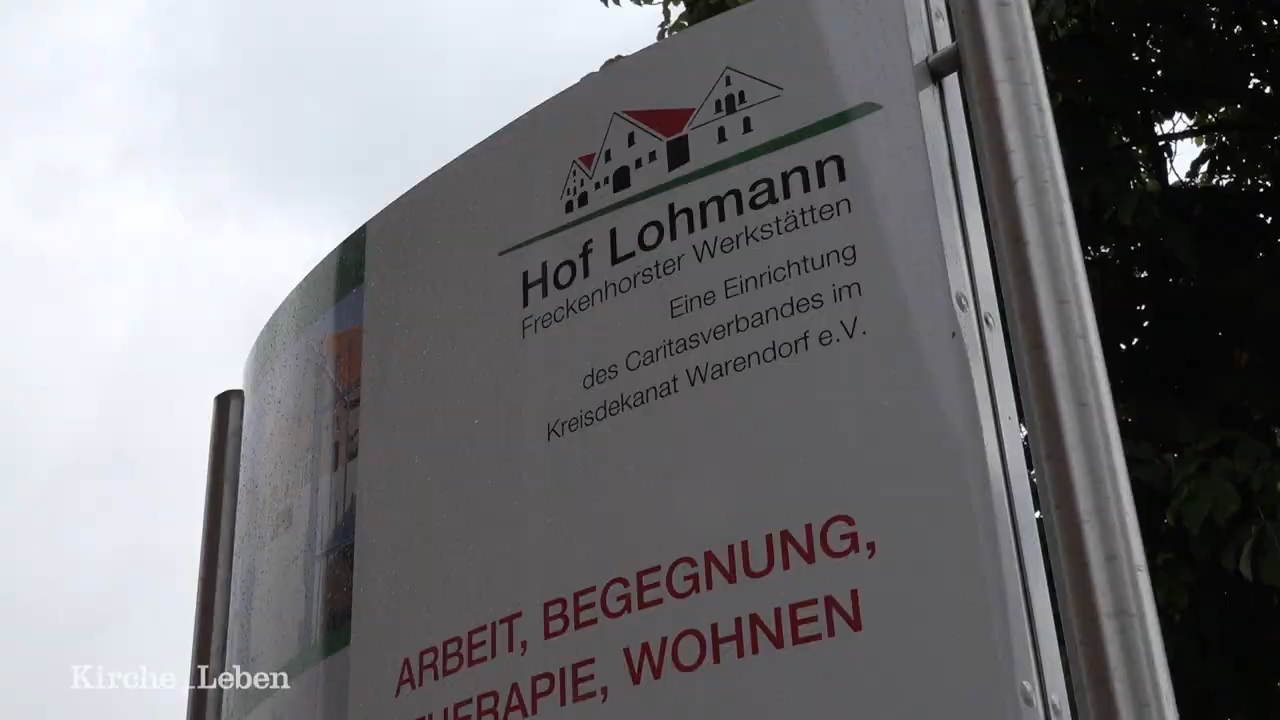 Hof Lohmann
Freckenhorster Werkstätten
Eine Einrichtung
des Caritasverbandes im
Kreisdekanat Warendorf e.V.
ARBEIT, BEGEGNUNG,
THERAPIE, WOHNEN
Kirche+Leben